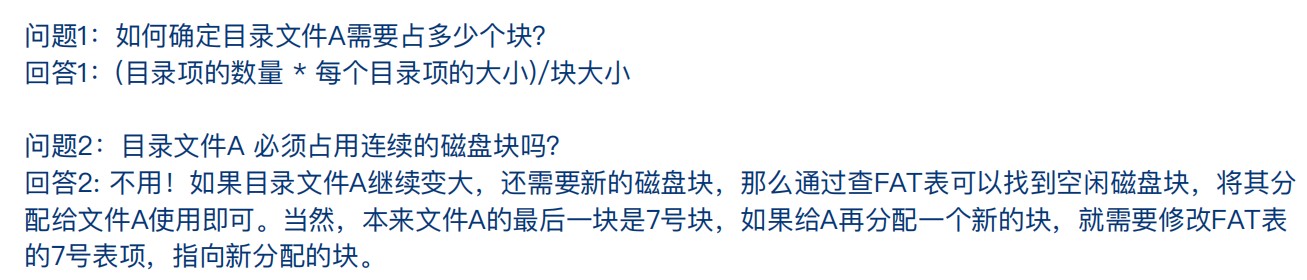 问题1：如何确定目录文件A需要占多少个块？
回答1：(目录项的数量 * 每个目录项的大小)/块大小
问题2：目录文件A 必须占用连续的磁盘块吗？
回答2: 不用！如果目录文件A继续变大，还需要新的磁盘块，那么通过查FAT表可以找到空闲磁盘块，将其分
配给文件A使用即可。当然，本来文件A的最后一块是7号块，如果给A再分配一个新的块，就需要修改FAT表
的7号表项，指向新分配的块。